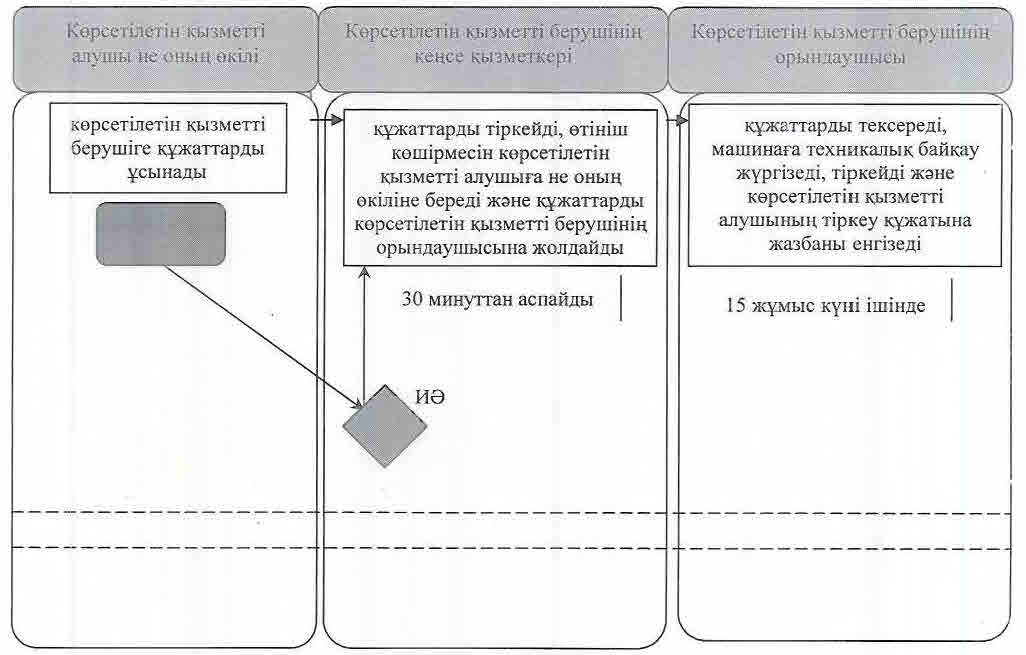 Көрсетілетін қызметті
алушы не оның өкілі
Көрсетілетін қызметті берушінің
кеңсе қызметкері
Көрсетілетін қызметті берушінің
орындаушысы
көрсетілетін қызметті
берушіге құжаттарды
ұсынады
құжаттарды тіркейді, өтініш
көшірмесін көрсетілетін
қызметті алушыға не оның
өкіліне береді және құжаттарды
көрсетілетін қызметті берушінің
орындаушысына жолдайды
құжаттарды тексереді,
машинаға техникалық байқау
жүргізеді, тіркейді және
көрсетілетін қызметті
алушының тіркеу құжатына
жазбаны енгізеді
30 минуттан аспайды
15 жұмыс күні ішінде
ИӘ